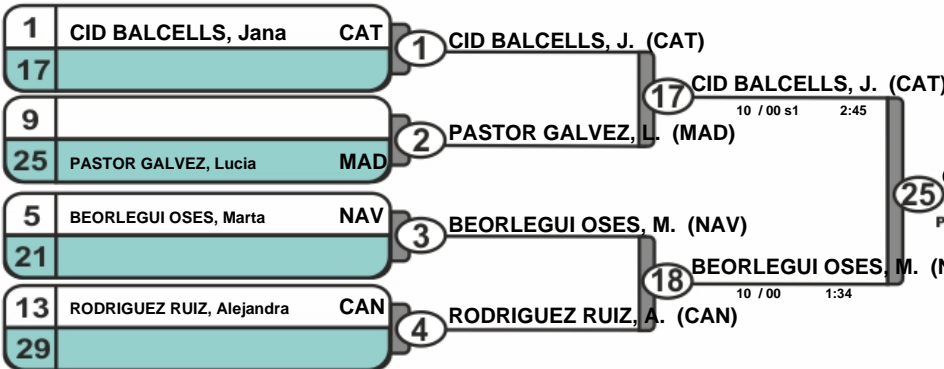 1 CID BALCELLS, Jana CAT
17
1 CID BALCELLS, J. (CAT)
9
25 PASTOR GALVEZ, Lucia MAD
2 PASTOR GALVEZ, L. (MAD)
17 CID BALCELLS, J. (CAT)
10 / 00 s1 2:45
5 BEORLEGUI OSES, Marta NAV
21
3 BEORLEGUI OSES, M. (NAV)
13 RODRIGUEZ RUIZ, Alejandra CAN
29
4 RODRIGUEZ RUIZ, A. (CAN)
18 BEORLEGUI OSES, M. (N
10 / 00 1:34
25